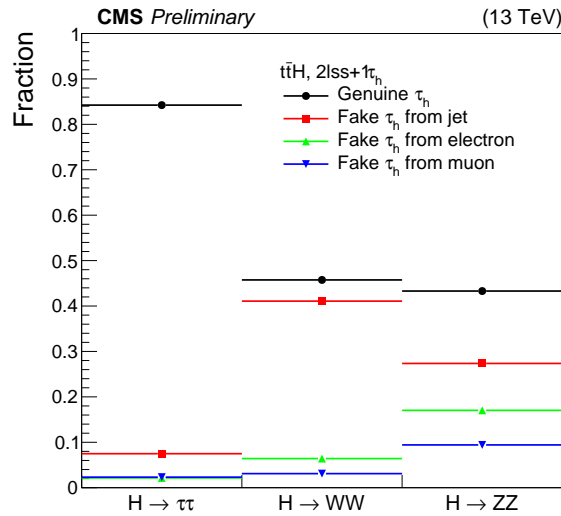 CMS Preliminary (13 TeV)
Fraction
1
0.9
0.8
0.7
0.6
0.5
0.4
0.3
0.2
0.1
0
tt̄H, 2lss+1τh
Genuine τh
Fake τh from jet
Fake τh from electron
Fake τh from muon
H → ττ H → WW H → ZZ